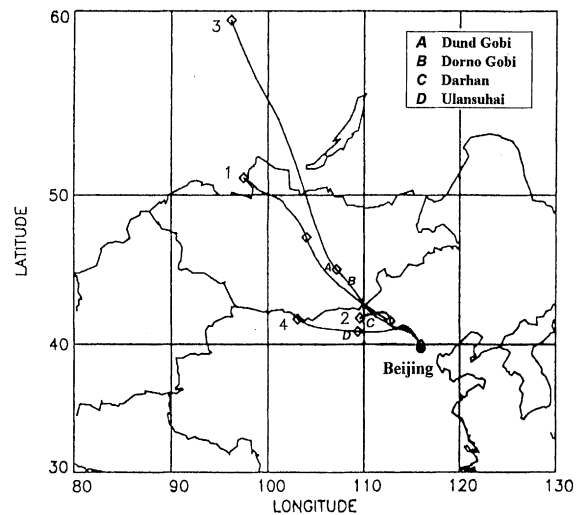 60
3
A Dund Gobi
B Dorno Gobi
C Darhan
D Ulansuhai
1
50
LATITUDE
A
B
2
C
4
D
40
Beijing
30
80 90 100 110 120 130
LONGITUDE